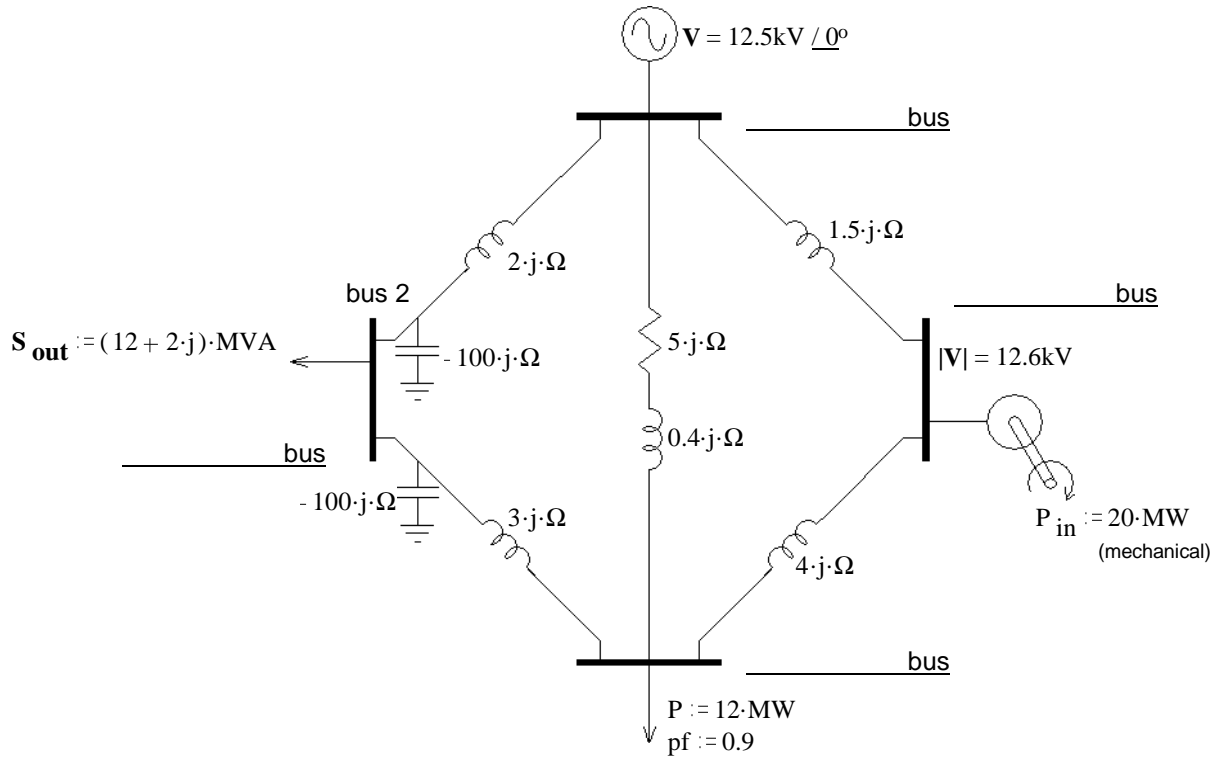 V = 12.5kV / 0º
bus
1.5·j·Ω
2·j·Ω
bus 2
bus
S out := (12 + 2·j)·MVA
- 100·j·Ω
5·j·Ω
|V| = 12.6kV
0.4·j·Ω
bus
- 100·j·Ω
3·j·Ω
4·j·Ω
P in := 20·MW
(mechanical)
bus
P := 12·MW
pf := 0.9